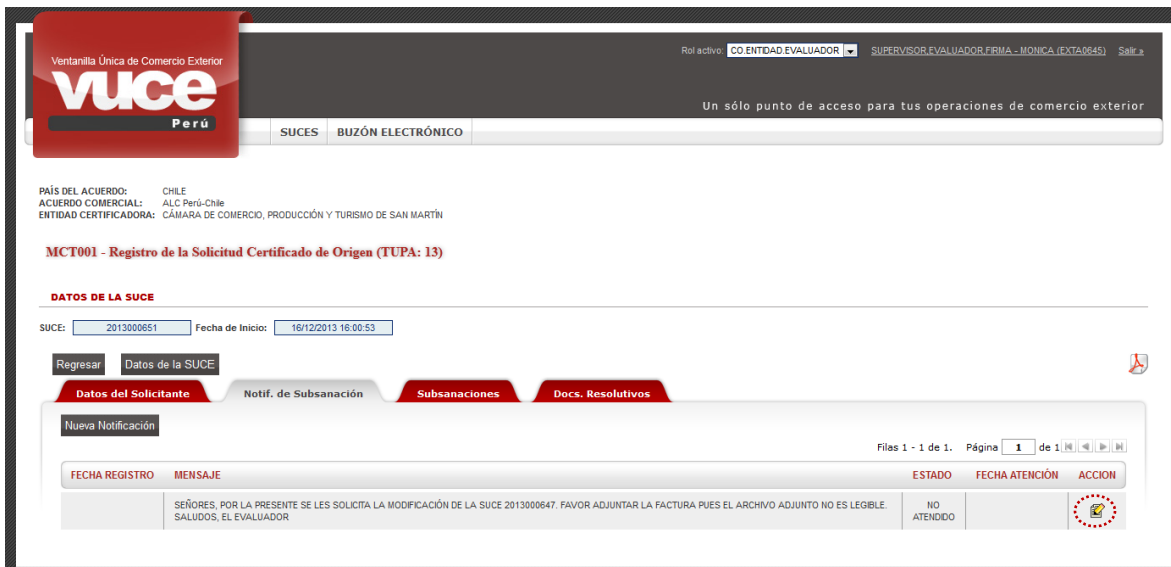 Ventanilla Única de Comercio Exterior
vuce
Perú
Rol activo: CO.ENTIDAD.EVALUADOR SUPERVISOR,EVALUADOR,FIRMA - MONICA (EXTA0645) Salir »
Un sólo punto de acceso para tus operaciones de comercio exterior
SUCES BUZÓN ELECTRÓNICO
PAÍS DEL ACUERDO: CHILE
ACUERDO COMERCIAL: ALC Perú-Chile
ENTIDAD CERTIFICADORA: CÁMARA DE COMERCIO, PRODUCCIÓN Y TURISMO DE SAN MARTÍN
MCT001 - Registro de la Solicitud Certificado de Origen (TUPA: 13)
DATOS DE LA SUCE
SUCE: 2013000651 Fecha de Inicio: 16/12/2013 16:00:53
Regresar Datos de la SUCE
Datos del Solicitante Notif. de Subsanación Subsanaciones Docs. Resolutivos
Nueva Notificación
Filas 1 - 1 de 1. Página 1 de 1
FECHA REGISTRO MENSAJE ESTADO FECHA ATENCIÓN ACCION
SEÑORES, POR LA PRESENTE SE LES SOLICITA LA MODIFICACIÓN DE LA SUCE 2013000647. FAVOR ADJUNTAR LA FACTURA PUES EL ARCHIVO ADJUNTO NO ES LEGIBLE.
SALUDOS, EL EVALUADOR
NO
ATENDIDO